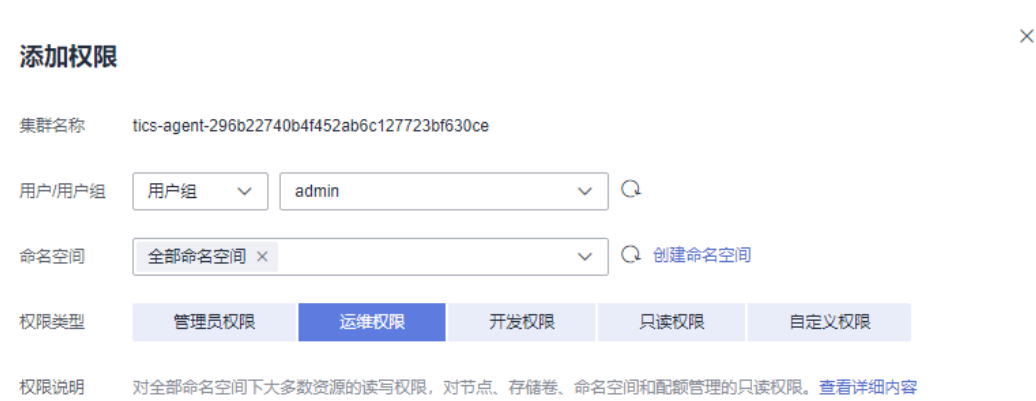 添加权限
集群名称 tics-agent-296b22740b4f452ab6c127723bf630ce
用户/用户组 用户组 admin
命名空间 全部命名空间 × 创建命名空间
权限类型 管理员权限 运维权限 开发权限 只读权限 自定义权限
权限说明 对全部命名空间下大多数资源的读写权限，对节点、存储卷、命名空间和配额管理的只读权限。查看详细内容